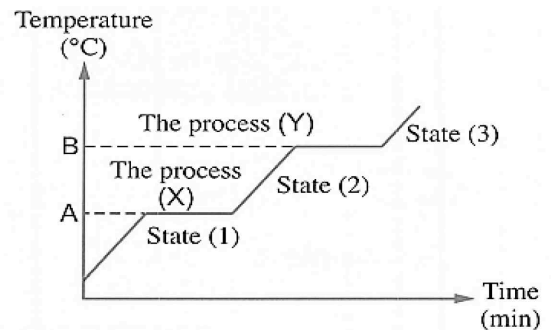 Temperature
(°C)
The process (Y)
B
State (3)
The process
(X)
State (2)
A
State (1)
Time
(min)